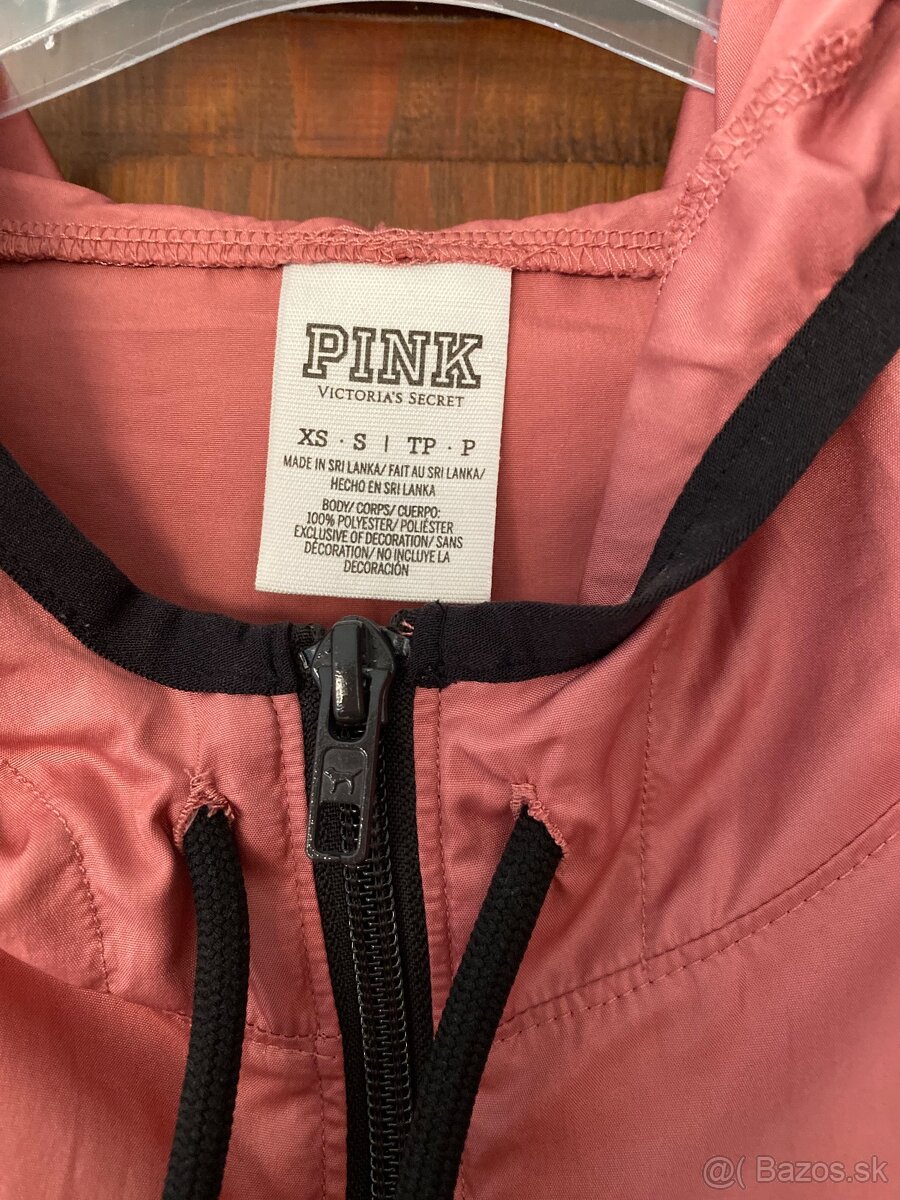 PINK
VICTORIA'S SECRET
XS · S | TP · P
MADE IN SRI LANKA/ FAIT AU SRI LANKA/
HECHO EN SRI LANKA
BODY/ CORPS/ CUERPO:
100% POLYESTER/ POLIÉSTER
EXCLUSIVE OF DECORATION/ SANS
DÉCORATION/ NO INCLUYE LA
DECORACIÓN
@( Bazos.sk